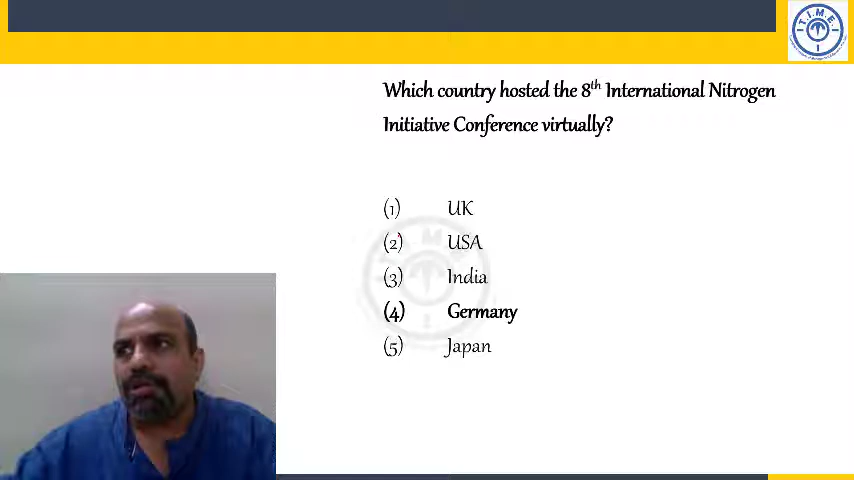 T.I.M.E.
Which country hosted the 8th International Nitrogen
Initiative Conference virtually?
(1) UK
(2) USA
(3) India
(4) Germany
(5) Japan